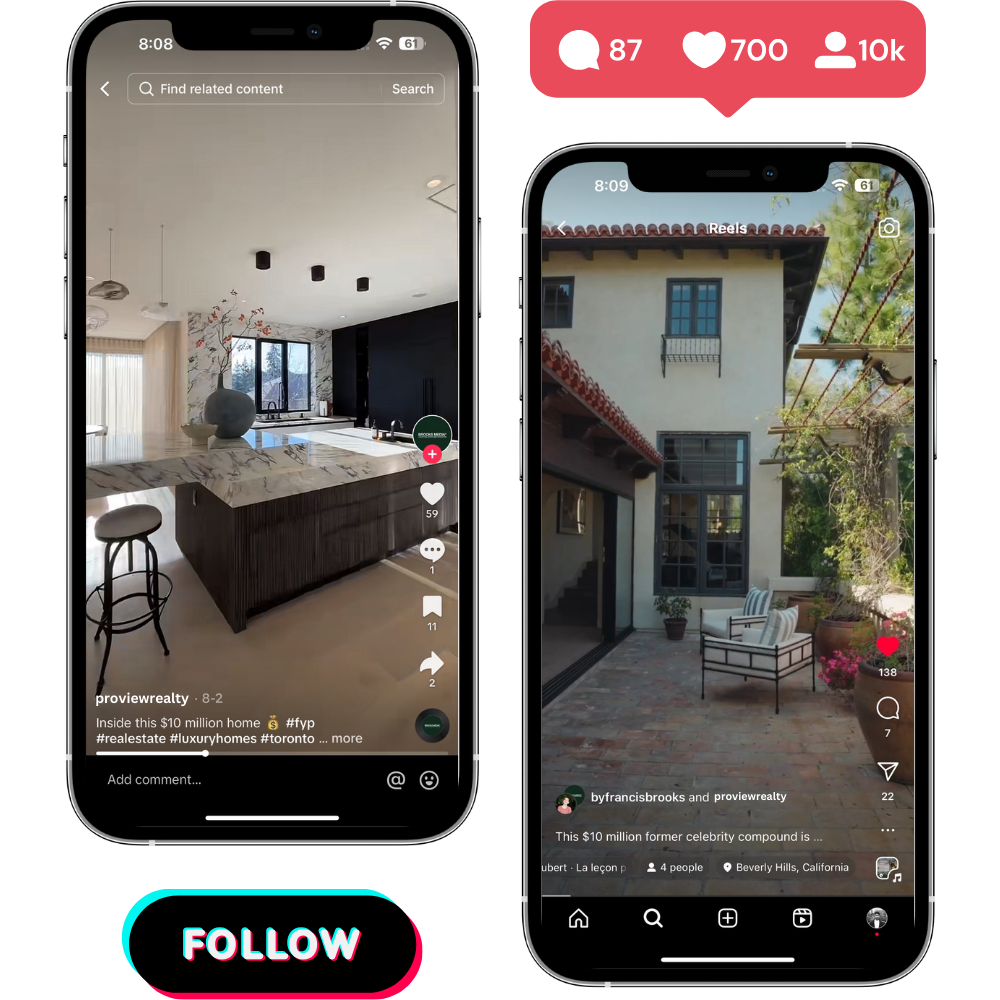 8:08
61
Find related content
Search
59
1
11
2
proviewrealty · 8-2
Inside this $10 million home 💰 #fyp
#realestate #luxuryhomes #toronto ... more
Add comment...
FOLLOW
87
700
10k
8:09
61
Reels
138
7
22
byfrancisbrooks and proviewrealty
This $10 million former celebrity compound is ...
ubert · La leçon p
4 people
Beverly Hills, California